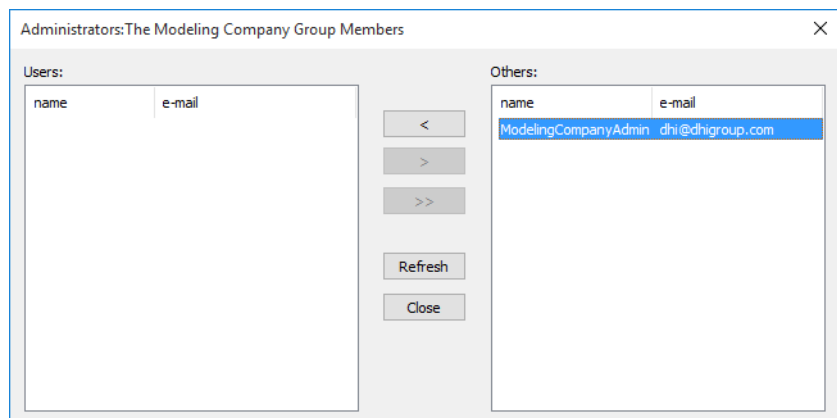 Administrators:The Modeling Company Group Members
Users:
Others:
name e-mail
name e-mail
<
ModelingCompanyAdmin dhi@dhigroup.com
>
>>
Refresh
Close